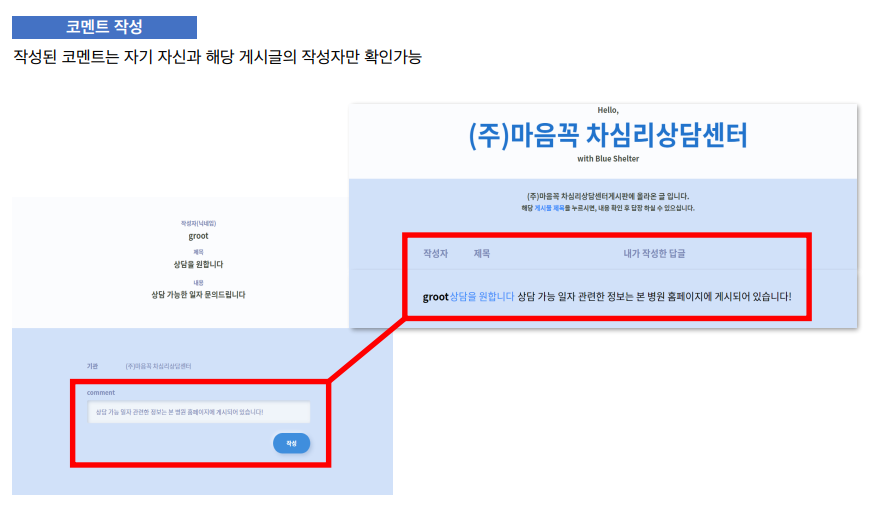 코멘트 작성
작성된 코멘트는 자기 자신과 해당 게시글의 작성자만 확인가능
Hello,
(주)마음꼭 차심리상담센터
with Blue Shelter
(주)마음꼭 차심리상담센터게시판에 올라온 글 입니다.
해당 게시물 제목을 누르시면, 내용 확인 후 답장 하실 수 있으십니다.
작성자 제목 내가 작성한 답글
groot 상담을 원합니다 상담 가능 일자 관련한 정보는 본 병원 홈페이지에 게시되어 있습니다!
작성자(닉네임)
groot
제목
상담을 원합니다
내용
상담 가능한 일자 문의드립니다
기관 (주)마음꼭 차심리상담센터
comment
상담 가능 일자 관련한 정보는 본 병원 홈페이지에 게시되어 있습니다!
작성